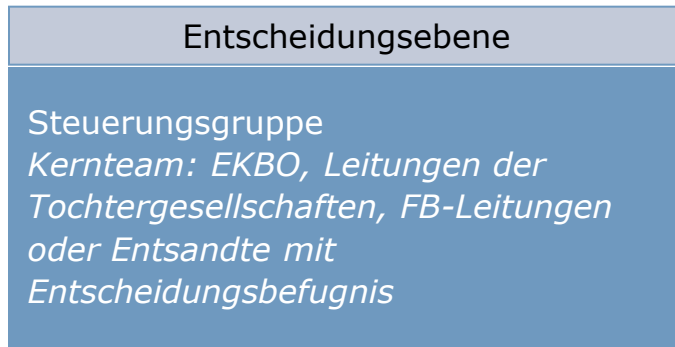 Entscheidungsebene
Steuerungsgruppe
Kernteam: EKBO, Leitungen der
Tochtergesellschaften, FB-Leitungen
oder Entsandte mit
Entscheidungsbefugnis